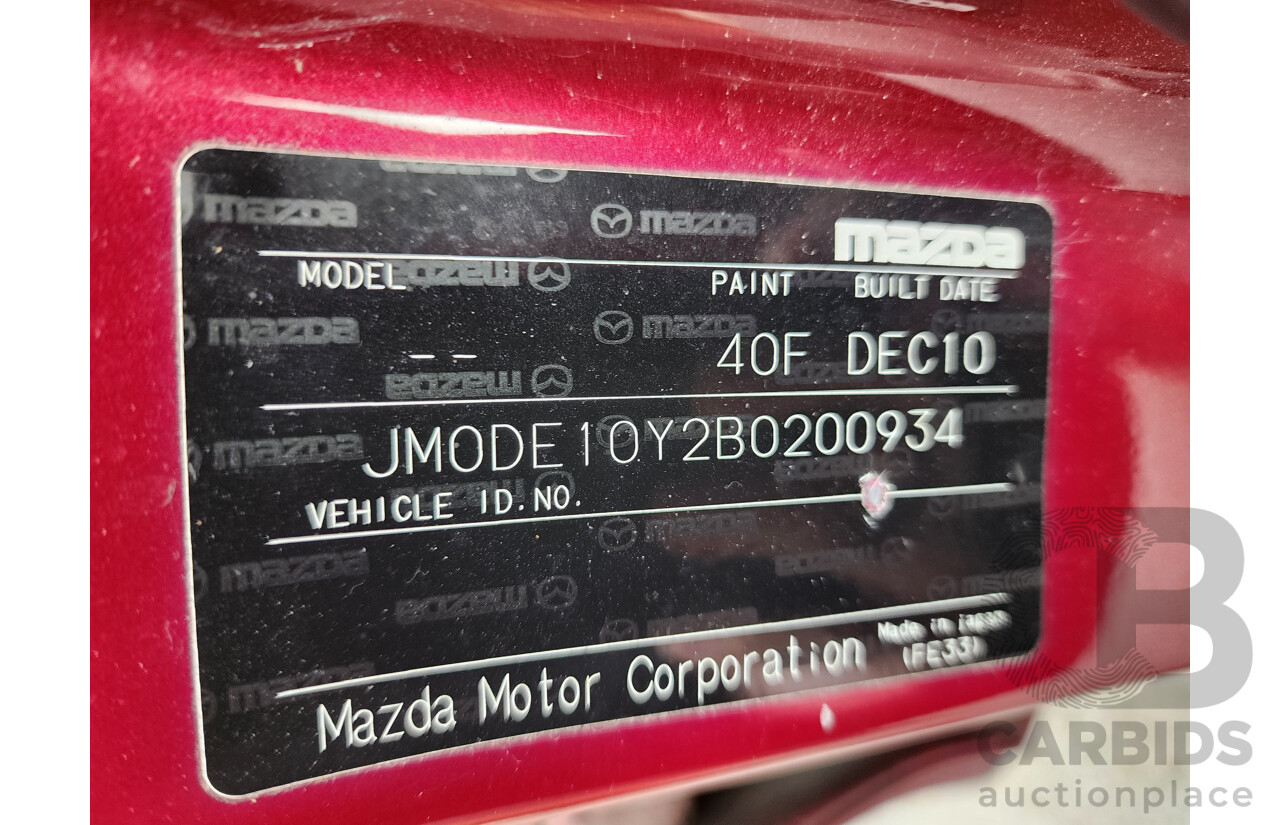 mazda
MODEL PAINT BUILT DATE
-- 40F DEC10
JM0DE10Y2B0200934
VEHICLE ID.NO.
Mazda Motor Corporation Made in japan
(FE33)
CARBIDS
auctionplace